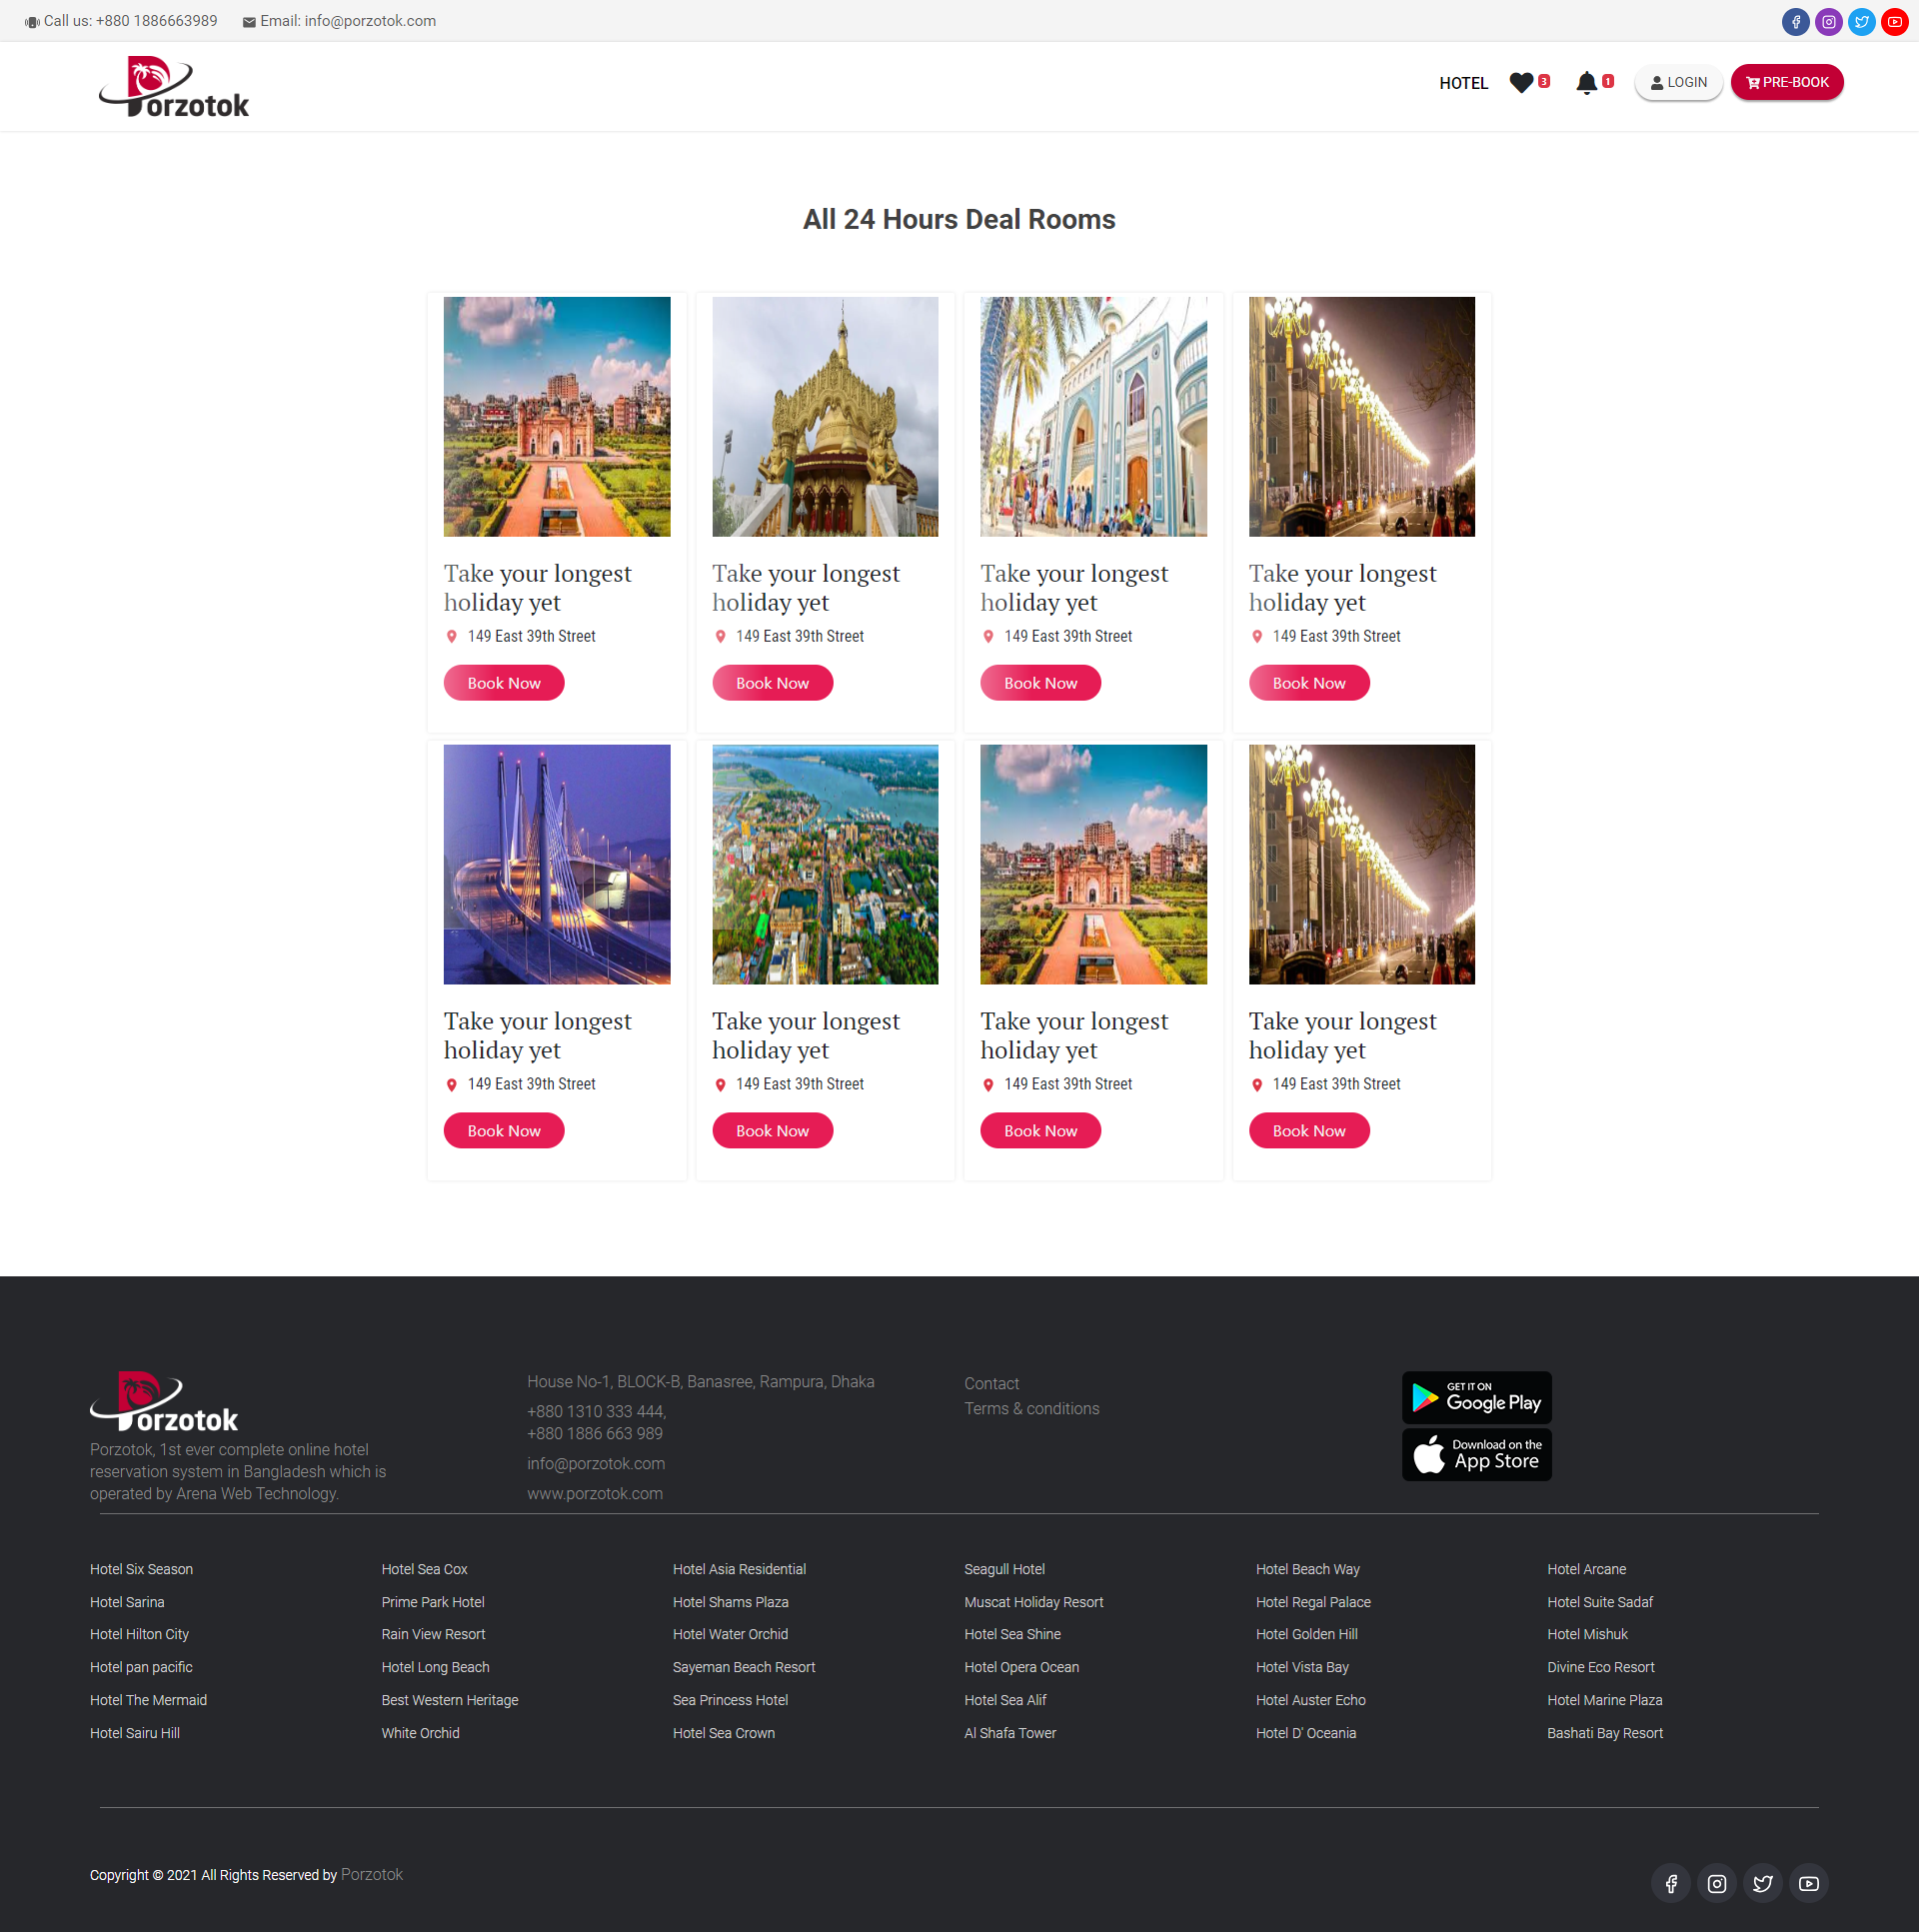 Call us: +880 1886663989 Email: info@porzotok.com
Porzotok
HOTEL 3 1 LOGIN PRE-BOOK
All 24 Hours Deal Rooms
Take your longest
holiday yet
149 East 39th Street
Book Now
Take your longest
holiday yet
149 East 39th Street
Book Now
Take your longest
holiday yet
149 East 39th Street
Book Now
Take your longest
holiday yet
149 East 39th Street
Book Now
Take your longest
holiday yet
149 East 39th Street
Book Now
Take your longest
holiday yet
149 East 39th Street
Book Now
Take your longest
holiday yet
149 East 39th Street
Book Now
Take your longest
holiday yet
149 East 39th Street
Book Now
Porzotok
Porzotok, 1st ever complete online hotel
reservation system in Bangladesh which is
operated by Arena Web Technology.
House No-1, BLOCK-B, Banasree, Rampura, Dhaka
+880 1310 333 444,
+880 1886 663 989
info@porzotok.com
www.porzotok.com
Contact
Terms & conditions
GET IT ON
Google Play
Download on the
App Store
Hotel Six Season
Hotel Sarina
Hotel Hilton City
Hotel pan pacific
Hotel The Mermaid
Hotel Sairu Hill
Hotel Sea Cox
Prime Park Hotel
Rain View Resort
Hotel Long Beach
Best Western Heritage
White Orchid
Hotel Asia Residential
Hotel Shams Plaza
Hotel Water Orchid
Sayeman Beach Resort
Sea Princess Hotel
Hotel Sea Crown
Seagull Hotel
Muscat Holiday Resort
Hotel Sea Shine
Hotel Opera Ocean
Hotel Sea Alif
Al Shafa Tower
Hotel Beach Way
Hotel Regal Palace
Hotel Golden Hill
Hotel Vista Bay
Hotel Auster Echo
Hotel D' Oceania
Hotel Arcane
Hotel Suite Sadaf
Hotel Mishuk
Divine Eco Resort
Hotel Marine Plaza
Bashati Bay Resort
Copyright © 2021 All Rights Reserved by Porzotok